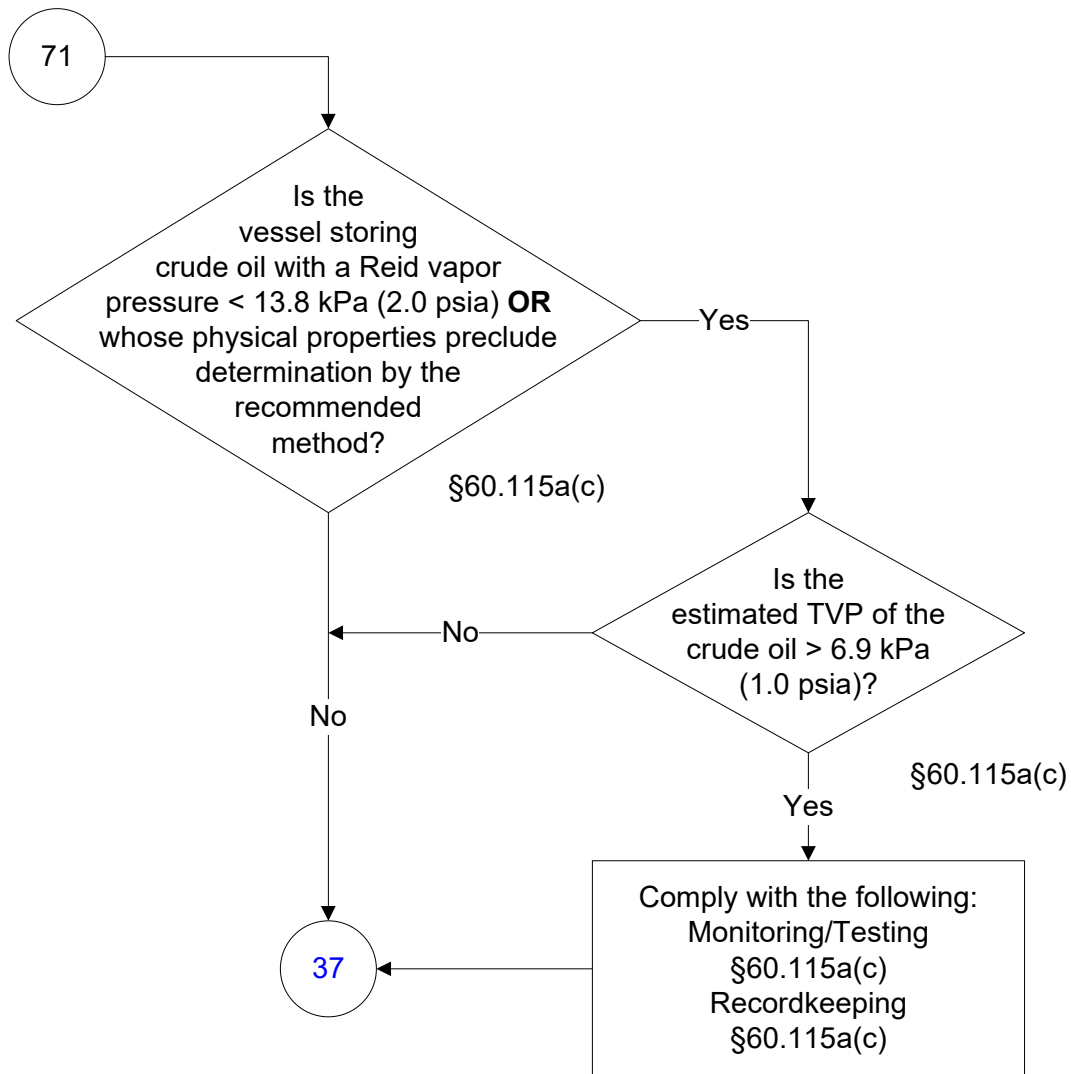 71
Is the
vessel storing
crude oil with a Reid vapor
pressure < 13.8 kPa (2.0 psia) OR
whose physical properties preclude
determination by the
recommended
method?
Yes
§60.115a(c)
Is the
estimated TVP of the
crude oil > 6.9 kPa
(1.0 psia)?
No
No
§60.115a(c)
Yes
Comply with the following:
Monitoring/Testing
§60.115a(c)
Recordkeeping
§60.115a(c)
37